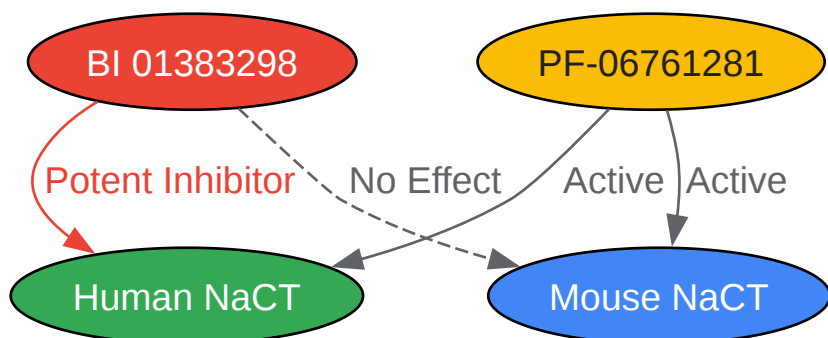 BI 01383298
PF-06761281
Potent Inhibitor
No Effect
Active
Active
Human NaCT
Mouse NaCT